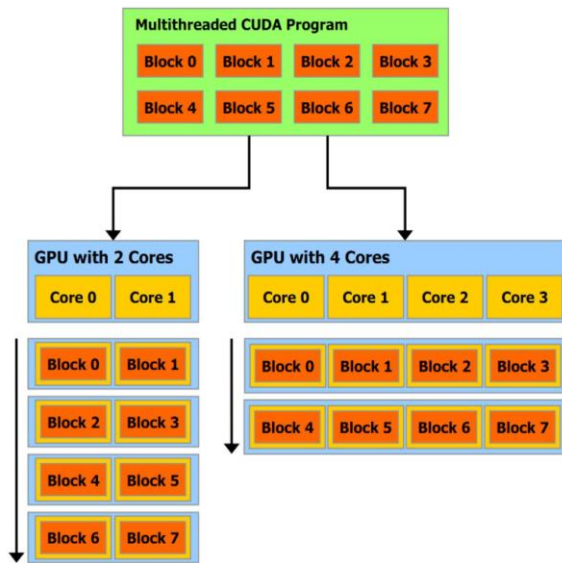 Multithreaded CUDA Program
Block 0 Block 1 Block 2 Block 3
Block 4 Block 5 Block 6 Block 7
GPU with 2 Cores
Core 0 Core 1
Block 0 Block 1
Block 2 Block 3
Block 4 Block 5
Block 6 Block 7
GPU with 4 Cores
Core 0 Core 1 Core 2 Core 3
Block 0 Block 1 Block 2 Block 3
Block 4 Block 5 Block 6 Block 7